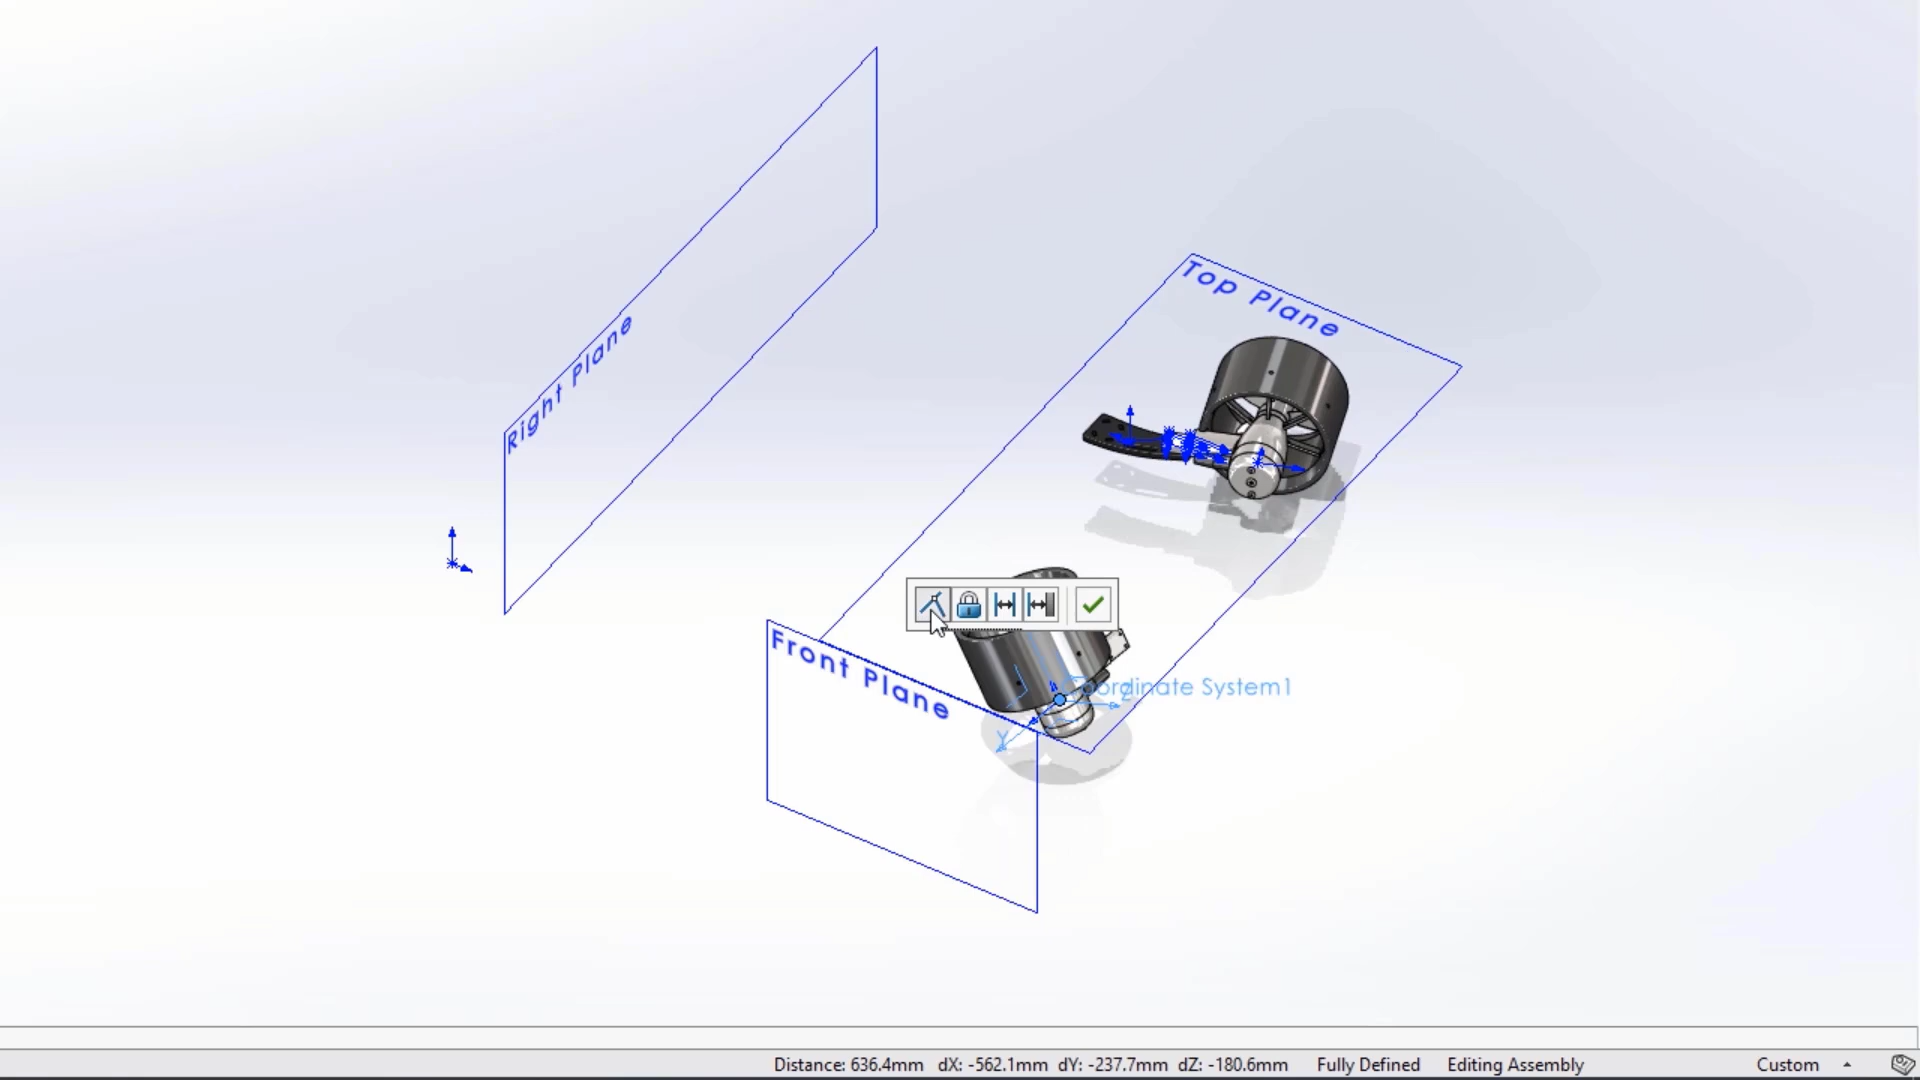 Top Plane
Right Plane
Front Plane
oordinate System1
Z
Y
Distance: 636.4mm dX: -562.1mm dY: -237.7mm dZ: -180.6mm Fully Defined Editing Assembly Custom